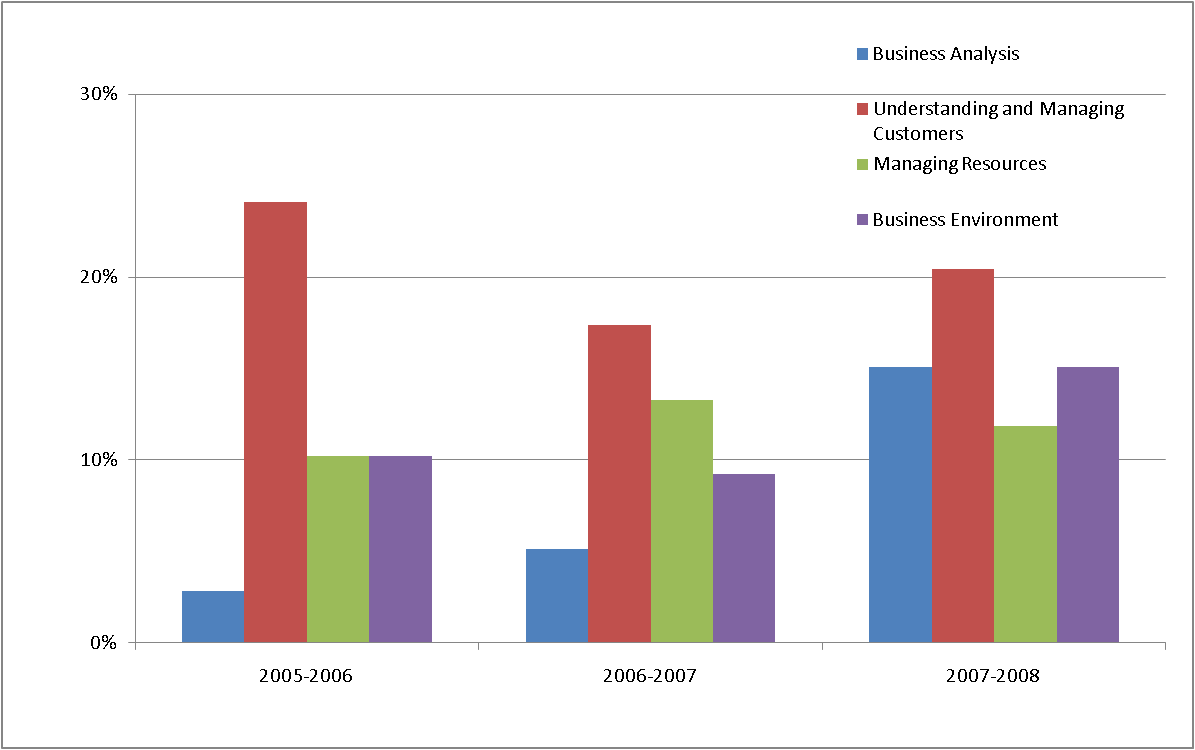 Business Analysis
30%
Understanding and Managing
Customers
Managing Resources
Business Environment
20%
10%
0%
2005-2006
2006-2007
2007-2008